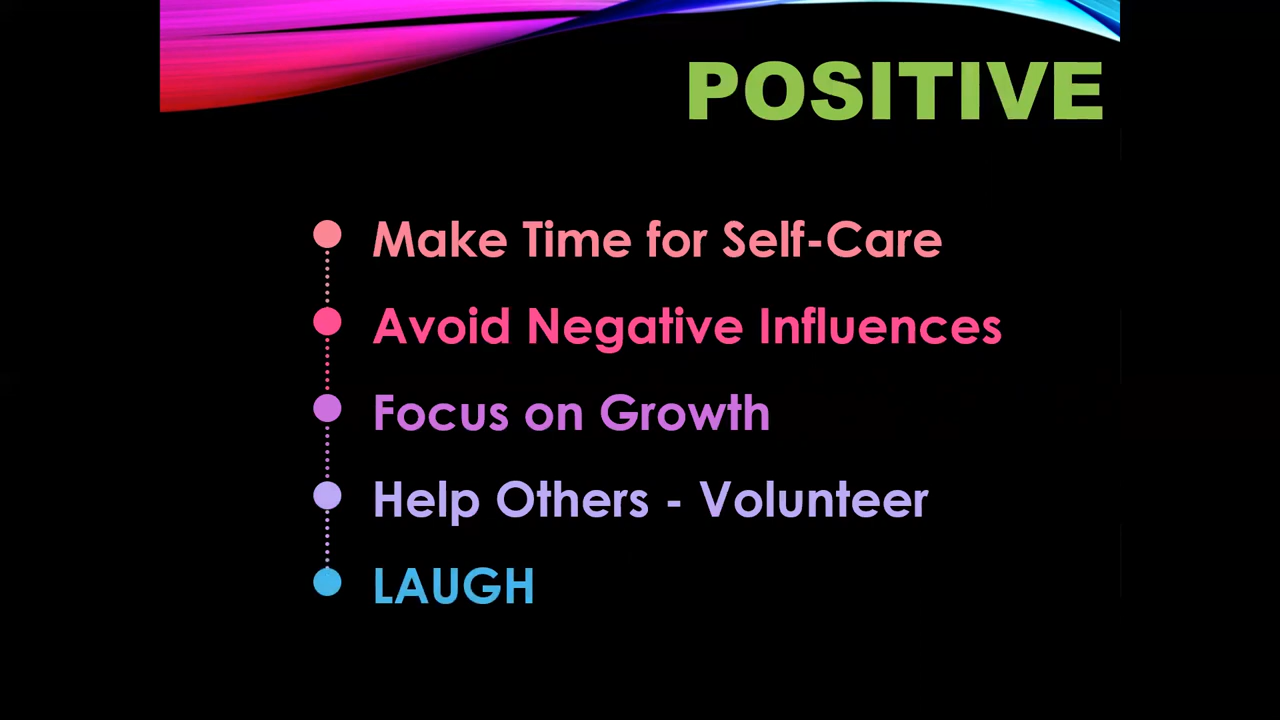 POSITIVE
Make Time for Self-Care
Avoid Negative Influences
Focus on Growth
Help Others - Volunteer
LAUGH